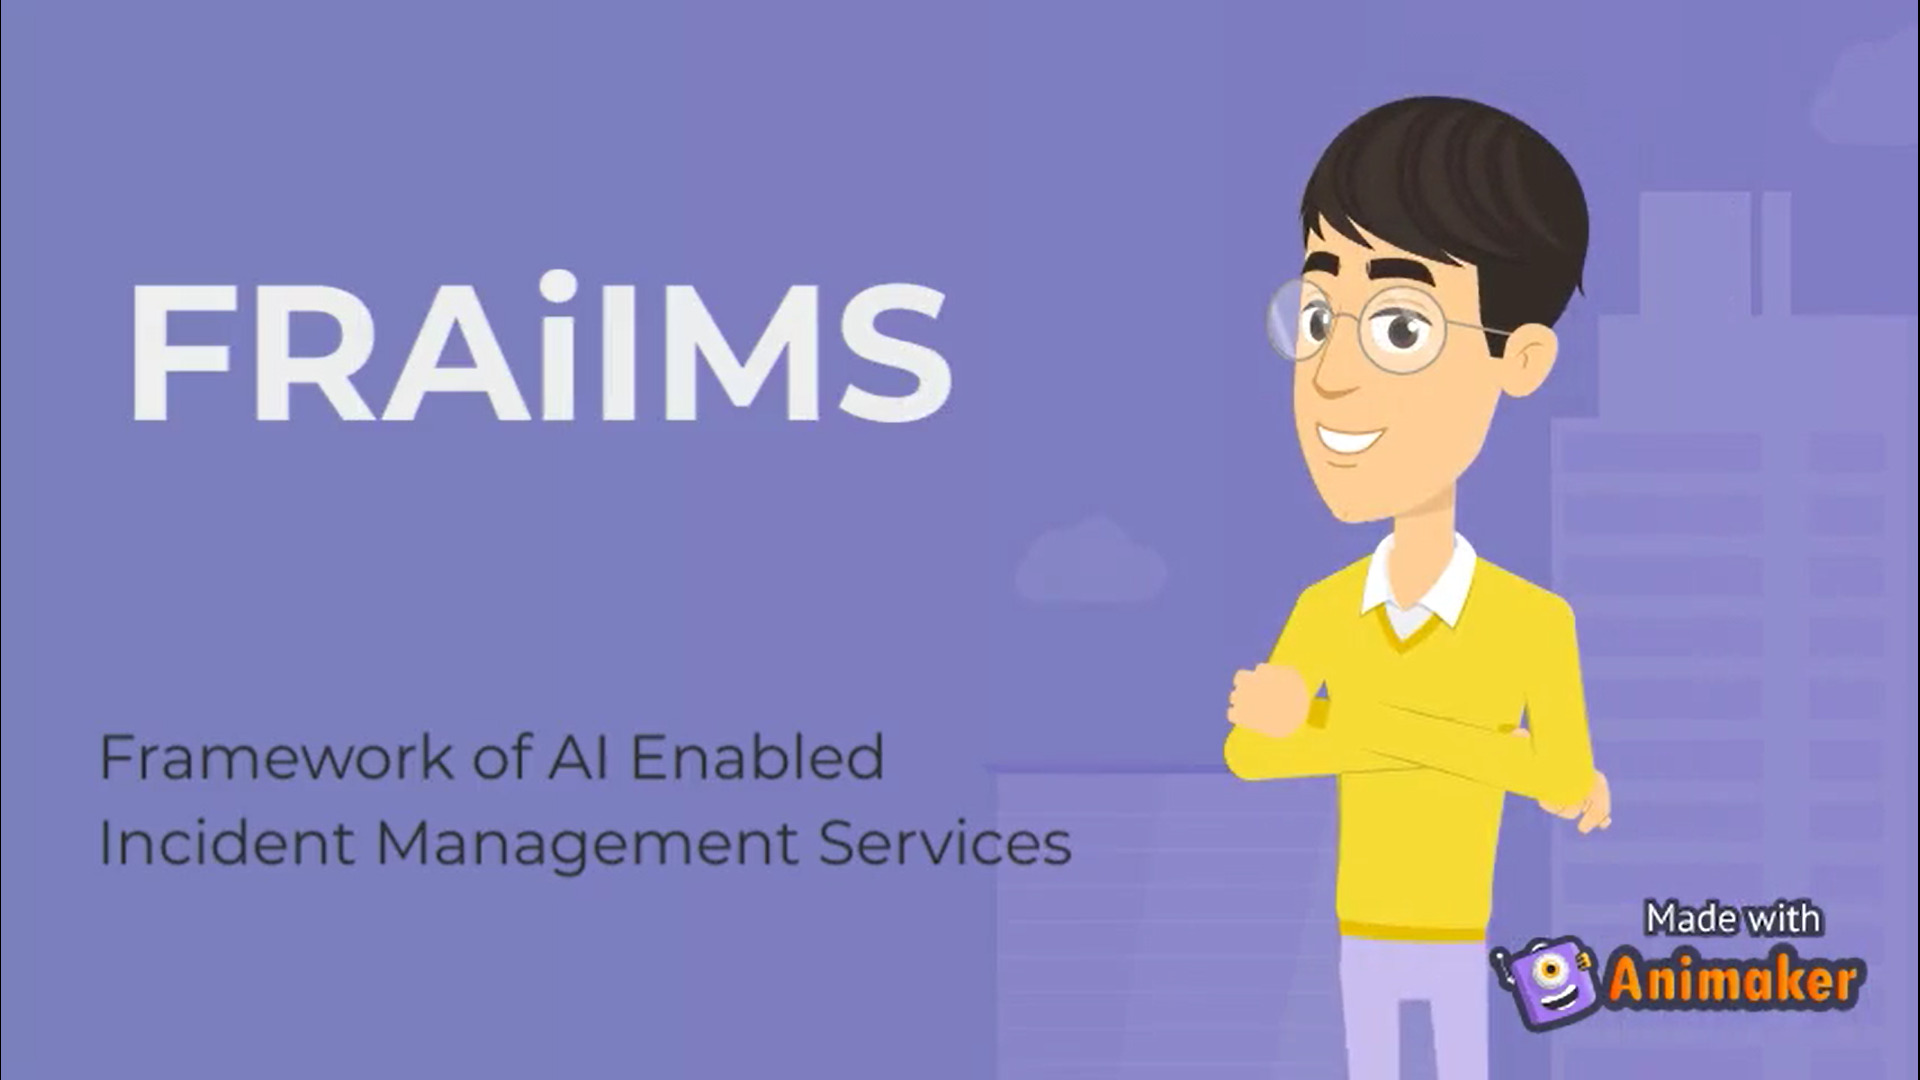 FRAiIMS
Framework of AI Enabled
Incident Management Services
Made with
Animaker